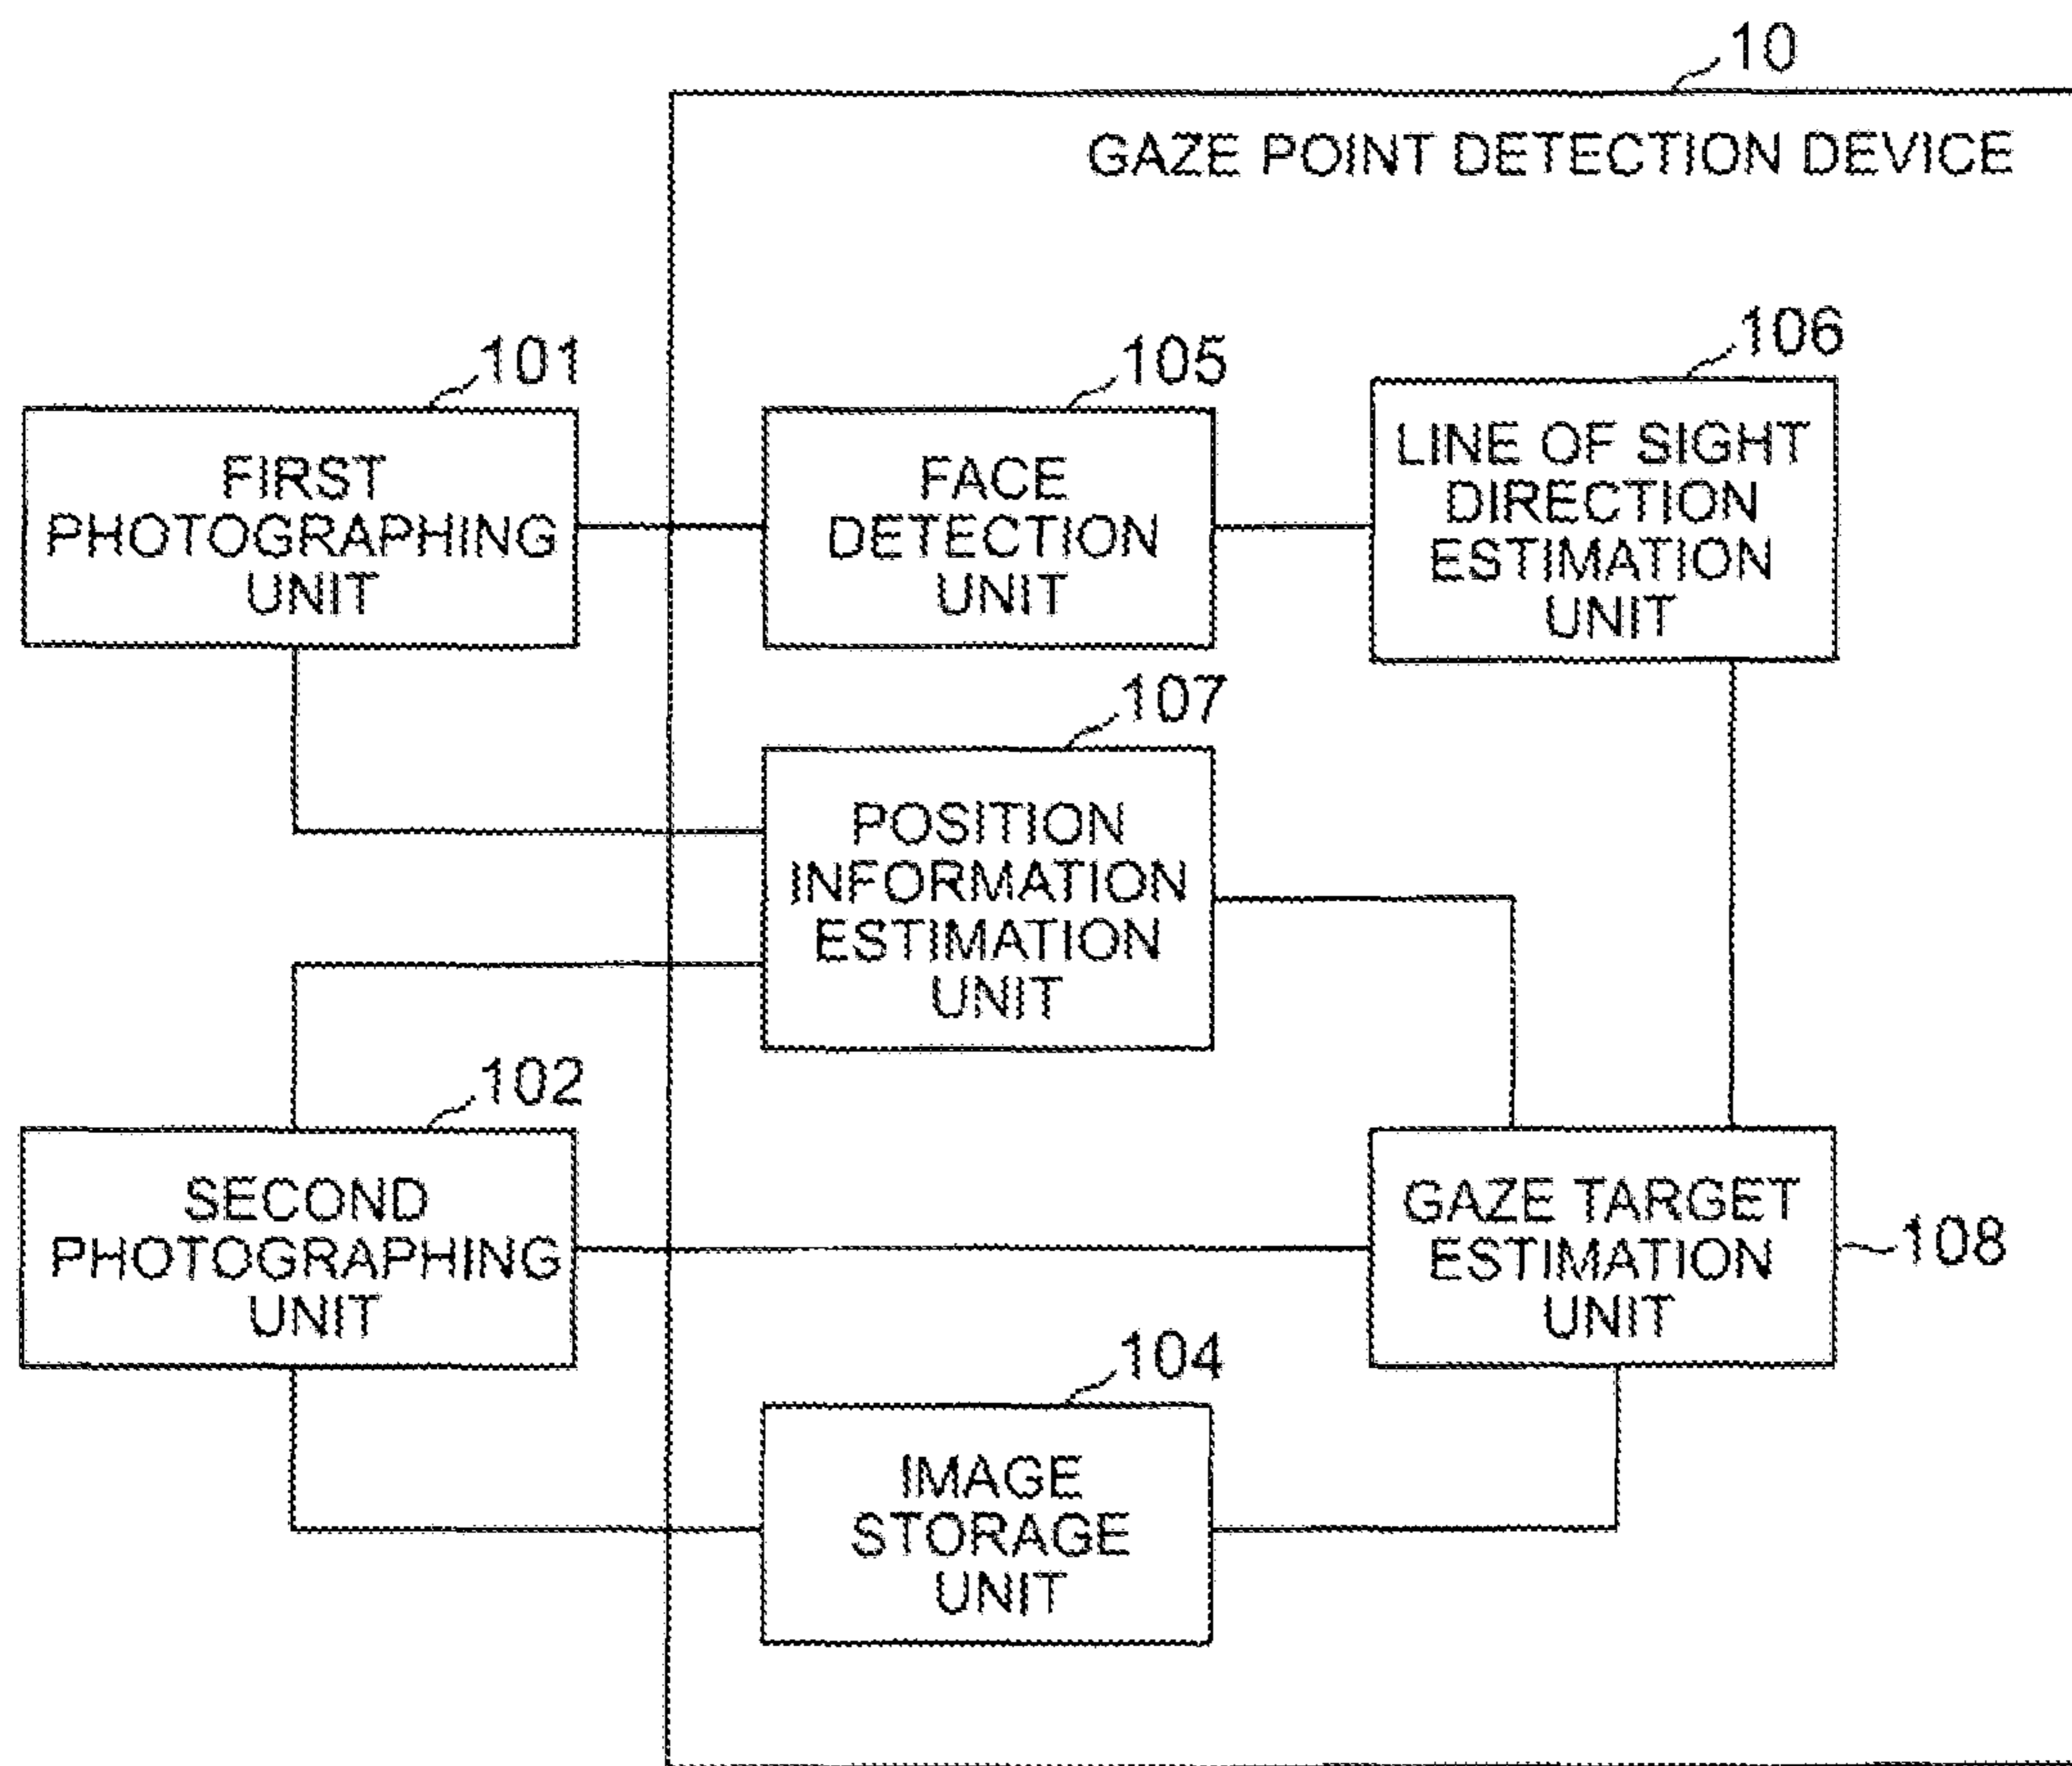 10
GAZE POINT DETECTION DEVICE
101
FIRST
PHOTOGRAPHING
UNIT
105
FACE
DETECTION
UNIT
106
LINE OF SIGHT
DIRECTION
ESTIMATION
UNIT
107
POSITION
INFORMATION
ESTIMATION
UNIT
102
SECOND
PHOTOGRAPHING
UNIT
GAZE TARGET
ESTIMATION
UNIT
108
104
IMAGE
STORAGE
UNIT